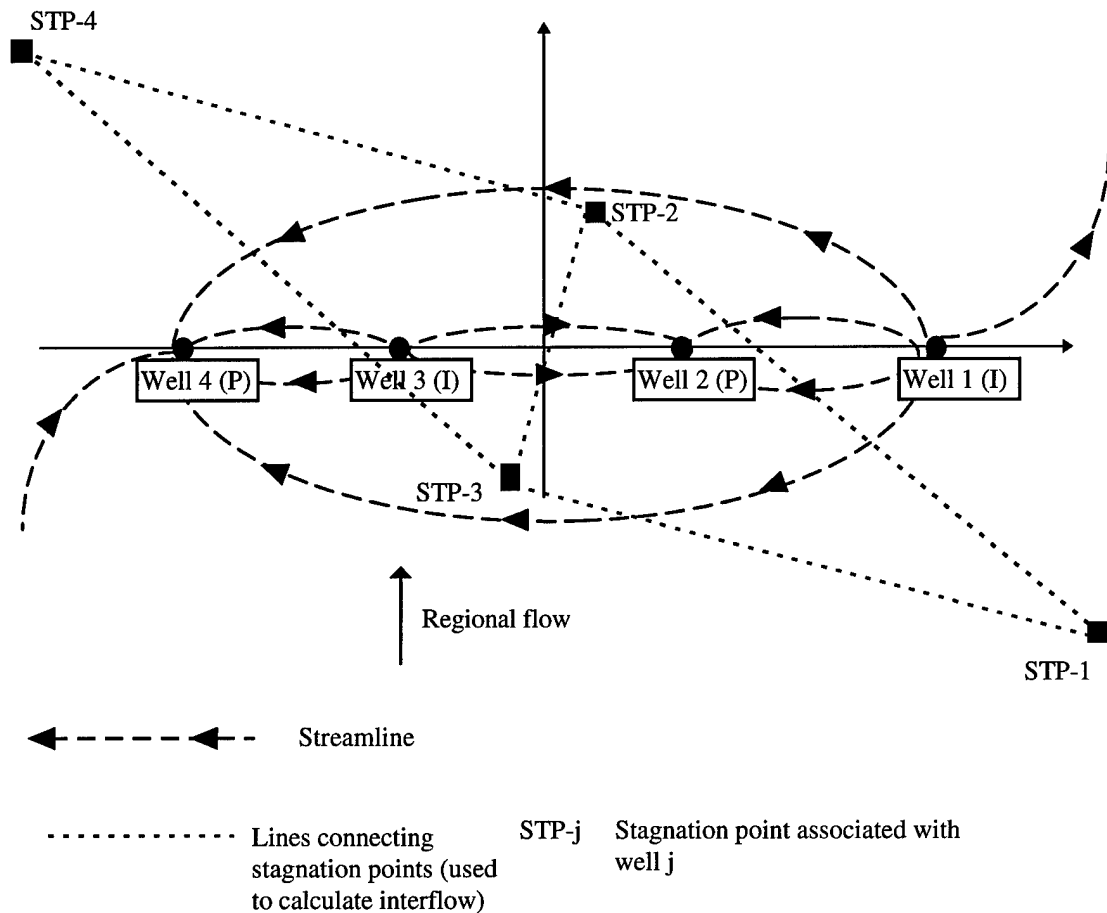 STP-4
STP-2
Well 4 (P)
Well 3 (I)
Well 2 (P)
Well 1 (I)
STP-3
Regional flow
STP-1
Streamline
Lines connecting
stagnation points (used
to calculate interflow)
STP-j
Stagnation point associated with
well j